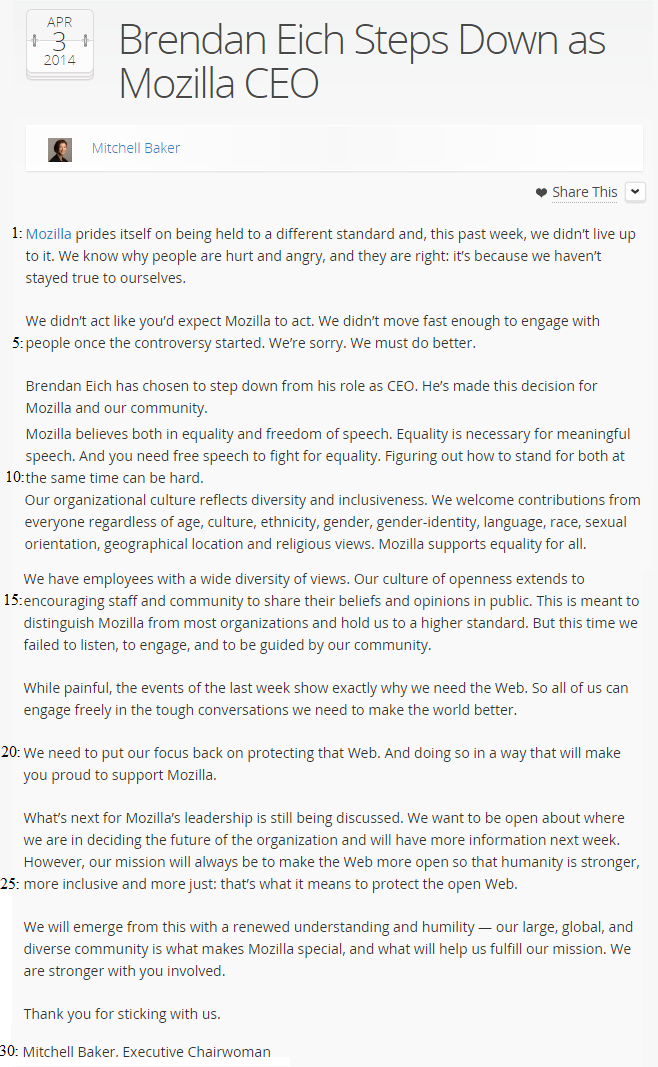 APR
3
2014
Brendan Eich Steps Down as
Mozilla CEO
Mitchell Baker
Share This
1: Mozilla prides itself on being held to a different standard and, this past week, we didn’t live up
to it. We know why people are hurt and angry, and they are right: it’s because we haven’t
stayed true to ourselves.
We didn’t act like you’d expect Mozilla to act. We didn’t move fast enough to engage with
5: people once the controversy started. We’re sorry. We must do better.
Brendan Eich has chosen to step down from his role as CEO. He’s made this decision for
Mozilla and our community.
Mozilla believes both in equality and freedom of speech. Equality is necessary for meaningful
speech. And you need free speech to fight for equality. Figuring out how to stand for both at
10: the same time can be hard.
Our organizational culture reflects diversity and inclusiveness. We welcome contributions from
everyone regardless of age, culture, ethnicity, gender, gender-identity, language, race, sexual
orientation, geographical location and religious views. Mozilla supports equality for all.
We have employees with a wide diversity of views. Our culture of openness extends to
15: encouraging staff and community to share their beliefs and opinions in public. This is meant to
distinguish Mozilla from most organizations and hold us to a higher standard. But this time we
failed to listen, to engage, and to be guided by our community.
While painful, the events of the last week show exactly why we need the Web. So all of us can
engage freely in the tough conversations we need to make the world better.
20: We need to put our focus back on protecting that Web. And doing so in a way that will make
you proud to support Mozilla.
What’s next for Mozilla’s leadership is still being discussed. We want to be open about where
we are in deciding the future of the organization and will have more information next week.
However, our mission will always be to make the Web more open so that humanity is stronger,
25: more inclusive and more just: that’s what it means to protect the open Web.
We will emerge from this with a renewed understanding and humility — our large, global, and
diverse community is what makes Mozilla special, and what will help us fulfill our mission. We
are stronger with you involved.
Thank you for sticking with us.
30: Mitchell Baker. Executive Chairwoman